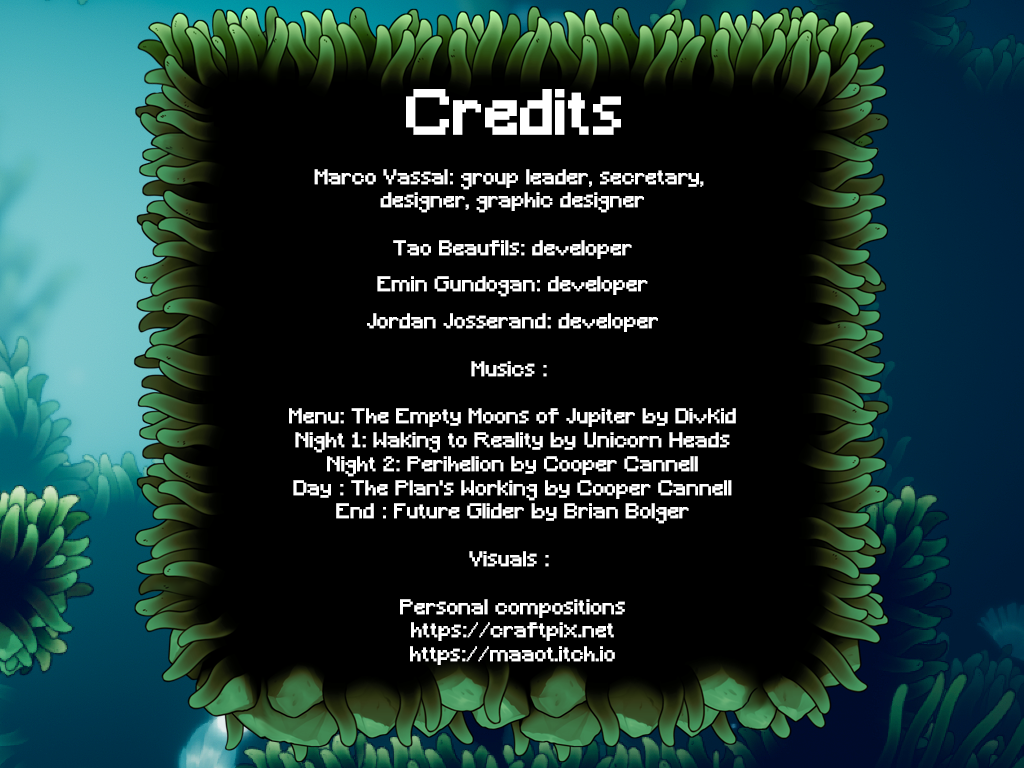 Credits
Marco Vassal: group leader, secretary,
designer, graphic designer
Tao Beaufils: developer
Emin Gundogan: developer
Jordan Josserand: developer
Musics :
Menu: The Empty Moons of Jupiter by DivKid
Night 1: Waking to Reality by Unicorn Heads
Night 2: Perihelion by Cooper Cannell
Day : The Plan's Working by Cooper Cannell
End : Future Glider by Brian Bolger
Visuals :
Personal compositions
https://craftpix.net
https://maaot.itch.io